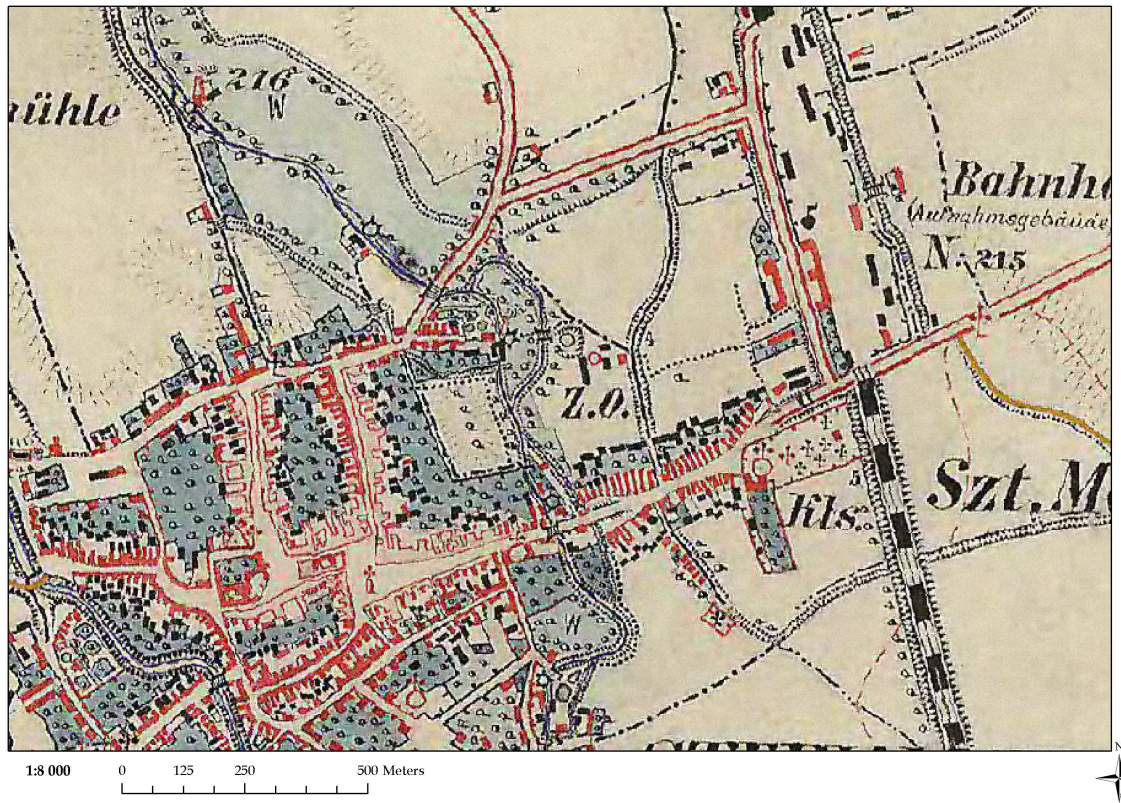 216
W
ühle
Bahnh
(Aufnahmsgebäude
N: 215
Z.O.
Szt. M
Kls.
W
N
1:8 000 0 125 250 500 Meters